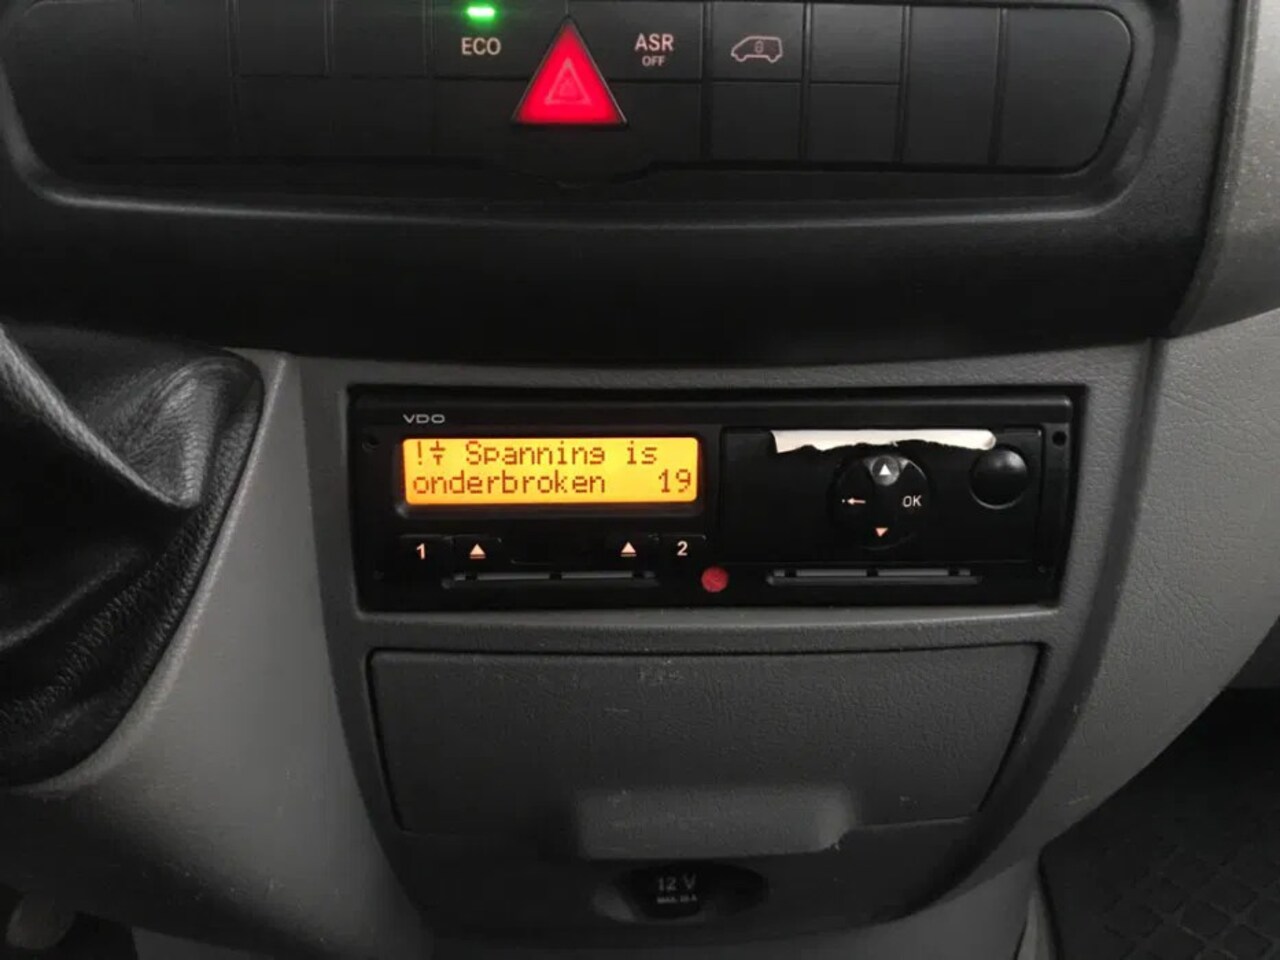 ECO
ASR
OFF
VDO
! Spanning is
onderbroken 19
OK
1
2
12 V